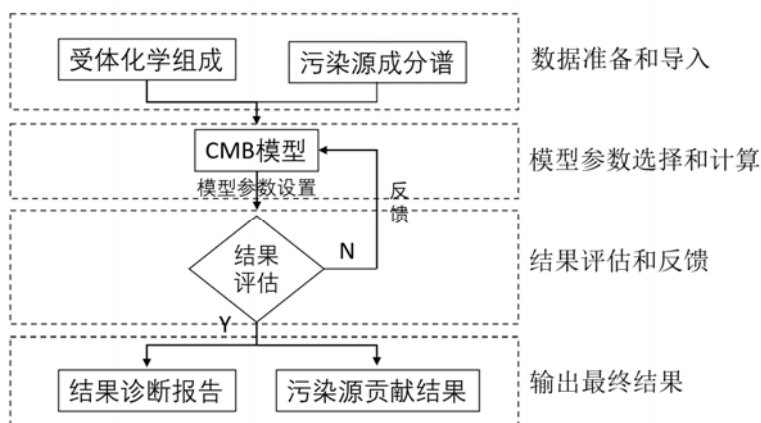 受体化学组成
污染源成分谱
数据准备和导入
CMB模型
模型参数选择和计算
模型参数设置
反
馈
结果
评估
N
结果评估和反馈
Y
结果诊断报告
污染源贡献结果
输出最终结果